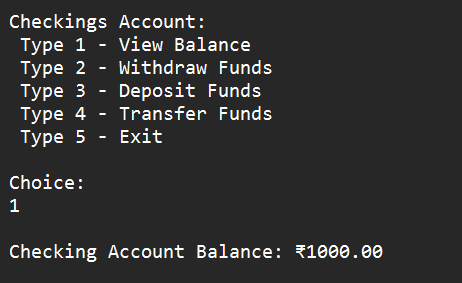 Checkings Account:
Type 1 - View Balance
Type 2 - Withdraw Funds
Type 3 - Deposit Funds
Type 4 - Transfer Funds
Type 5 - Exit
Choice:
1
Checking Account Balance: ₹1000.00